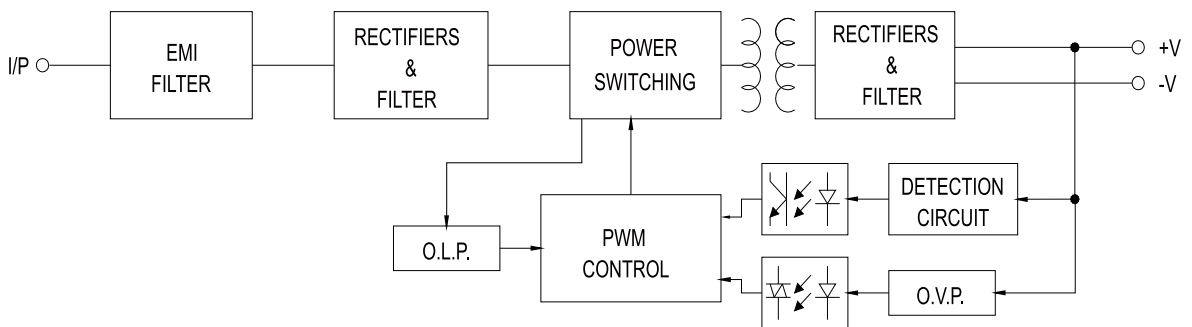 I/P
EMI
FILTER
RECTIFIERS
&
FILTER
POWER
SWITCHING
RECTIFIERS
&
FILTER
+V
-V
O.L.P.
PWM
CONTROL
DETECTION
CIRCUIT
O.V.P.